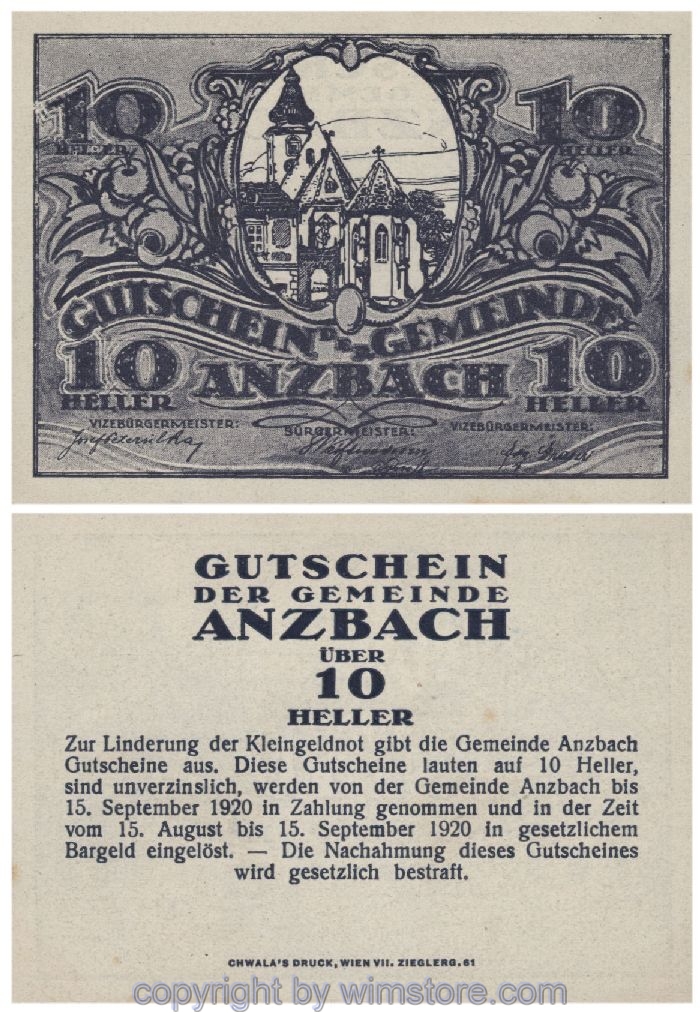 10 10
HELLER HELLER
GUTSCHEIN DER GEMEINDE
10 ANZBACH 10
HELLER HELLER
VIZEBÜRGERMEISTER: BÜRGERMEISTER: VIZEBÜRGERMEISTER:
GUTSCHEIN
DER GEMEINDE
ANZBACH
ÜBER
10
HELLER
Zur Linderung der Kleingeldnot gibt die Gemeinde Anzbach
Gutscheine aus. Diese Gutscheine lauten auf 10 Heller,
sind unverzinslich, werden von der Gemeinde Anzbach bis
15. September 1920 in Zahlung genommen und in der Zeit
vom 15. August bis 15. September 1920 in gesetzlichem
Bargeld eingelöst. — Die Nachahmung dieses Gutscheines
wird gesetzlich bestraft.
CHWALA'S DRUCK, WIEN VII. ZIEGLERG. 61
copyright by wimstore.com